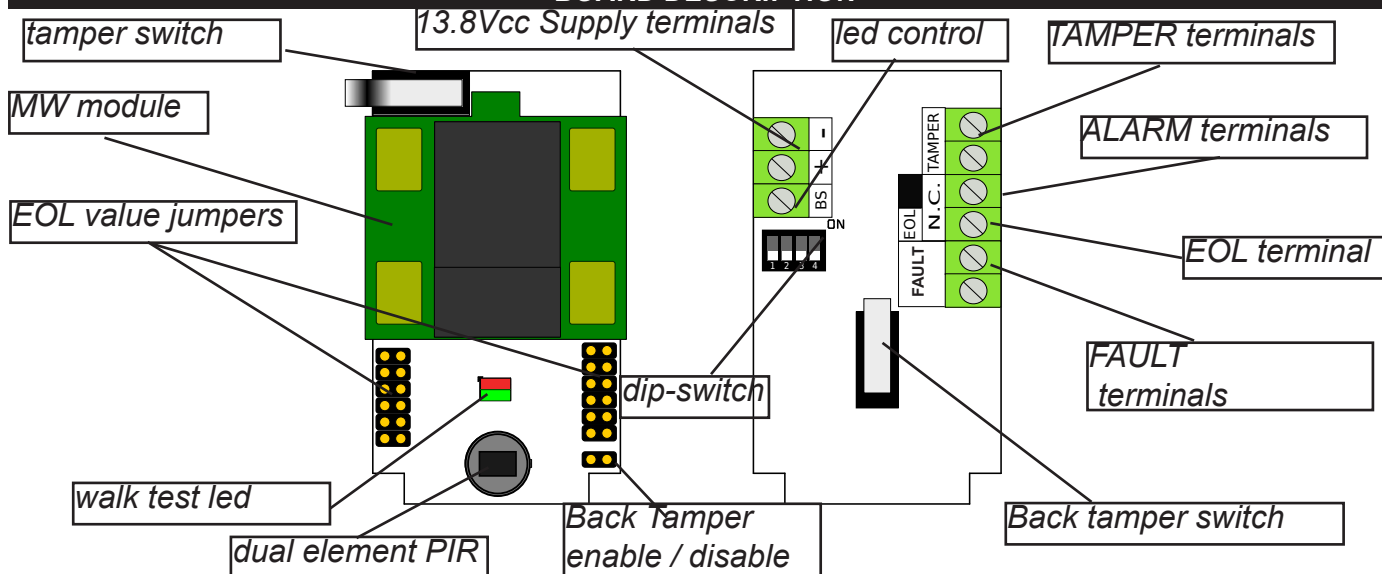 BOARD DESCRIPTION
tamper switch
13.8Vcc Supply terminals
led control
TAMPER terminals
MW module
ALARM terminals
EOL value jumpers
EOL terminal
FAULT
terminals
dip-switch
walk test led
dual element PIR
Back Tamper
enable / disable
Back tamper switch
-
+
BS
ON
1 2 3 4
TAMPER
N.C.
EOL
FAULT